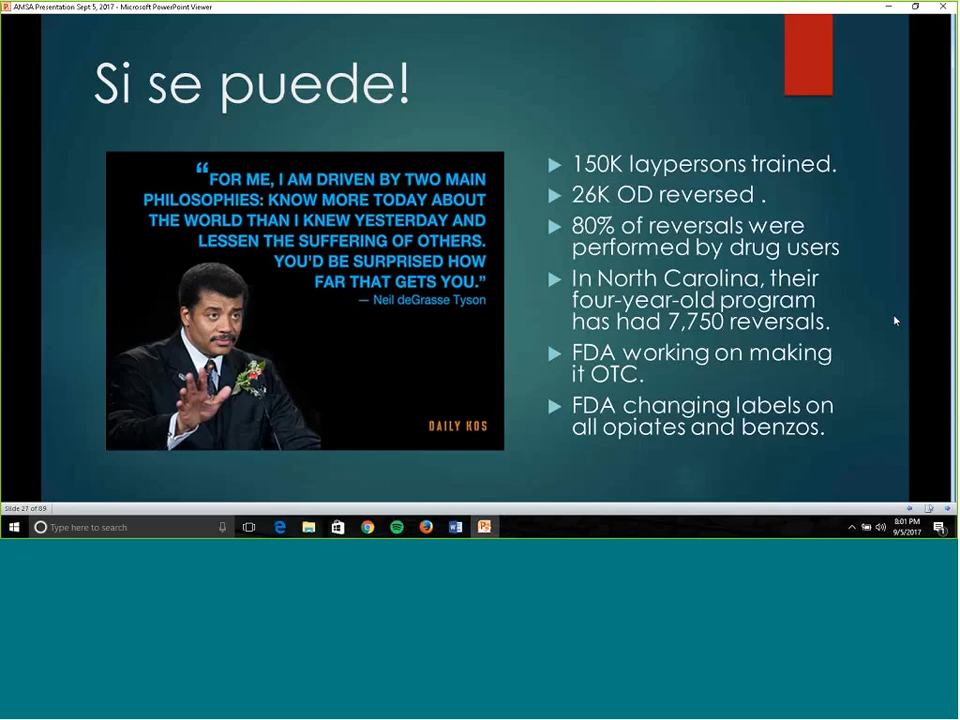 AMSA Presentation Sept 5, 2017 - Microsoft PowerPoint Viewer
Si se puede!
“FOR ME, I AM DRIVEN BY TWO MAIN
PHILOSOPHIES: KNOW MORE TODAY ABOUT
THE WORLD THAN I KNEW YESTERDAY AND
LESSEN THE SUFFERING OF OTHERS.
YOU'D BE SURPRISED HOW
FAR THAT GETS YOU.”
— Neil deGrasse Tyson
DAILY KOS
150K laypersons trained.
26K OD reversed .
80% of reversals were
performed by drug users
In North Carolina, their
four-year-old program
has had 7,750 reversals.
FDA working on making
it OTC.
FDA changing labels on
all opiates and benzos.
Slide 27 of 89
Type here to search
8:01 PM
9/5/2017